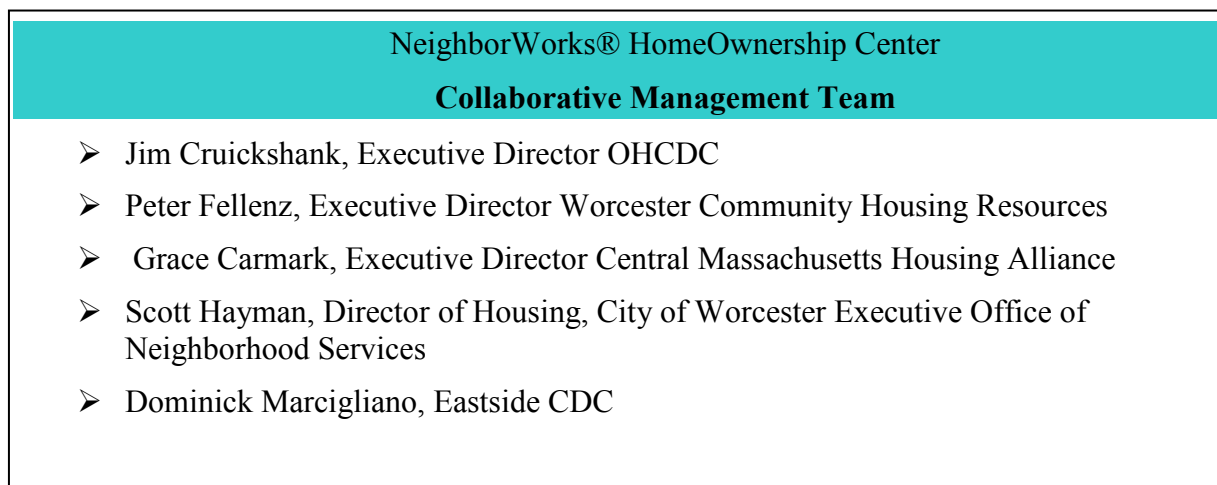 NeighborWorks® HomeOwnership Center
Collaborative Management Team
➢ Jim Cruickshank, Executive Director OHCDC
➢ Peter Fellenz, Executive Director Worcester Community Housing Resources
➢ Grace Carmark, Executive Director Central Massachusetts Housing Alliance
➢ Scott Hayman, Director of Housing, City of Worcester Executive Office of
Neighborhood Services
➢ Dominick Marcigliano, Eastside CDC